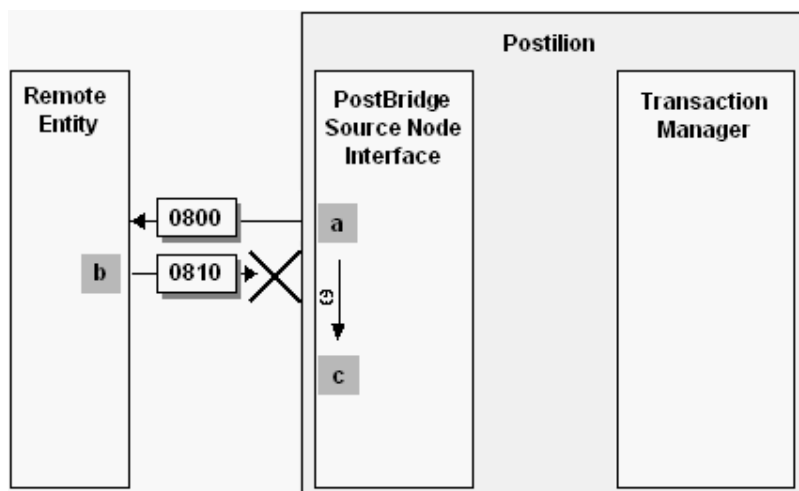 Postilion
Remote
Entity
PostBridge
Source Node
Interface
Transaction
Manager
0800
a
b
0810
c